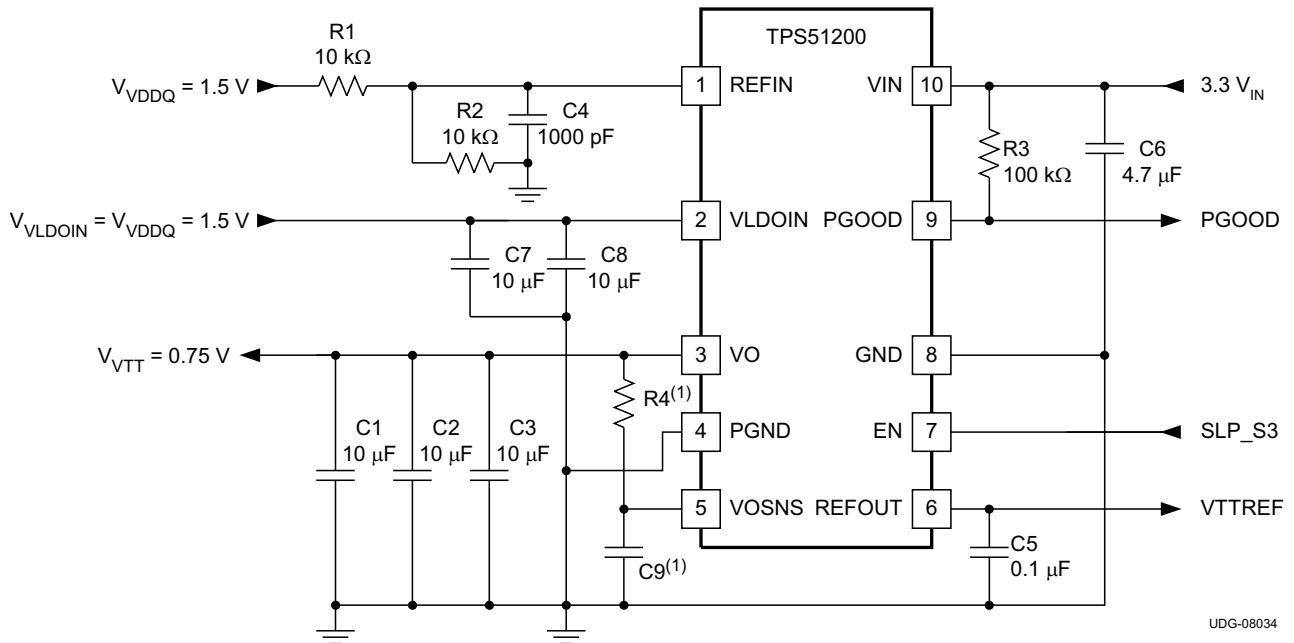 TPS51200
R1
10 kΩ
V_VDDQ = 1.5 V
1 REFIN
VIN 10
3.3 V_IN
R2
10 kΩ
C4
1000 pF
R3
100 kΩ
C6
4.7 μF
V_VLDOIN = V_VDDQ = 1.5 V
2 VLDOIN
PGOOD 9
PGOOD
C7
10 μF
C8
10 μF
V_VTT = 0.75 V
3 VO
GND 8
R4(1)
C1
10 μF
C2
10 μF
C3
10 μF
4 PGND
EN 7
SLP_S3
5 VOSNS
REFOUT 6
VTTREF
C9(1)
C5
0.1 μF
UDG-08034